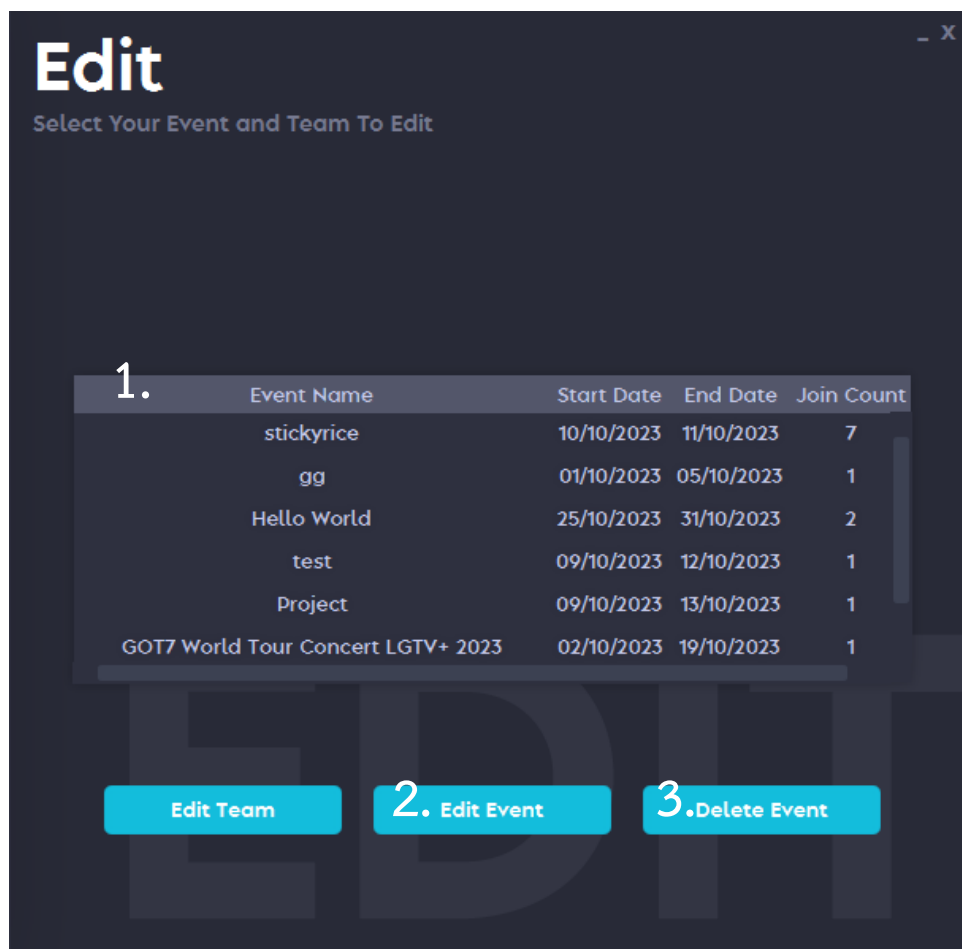 _ X
Edit
Select Your Event and Team To Edit
1. Event Name Start Date End Date Join Count
stickyrice 10/10/2023 11/10/2023 7
gg 01/10/2023 05/10/2023 1
Hello World 25/10/2023 31/10/2023 2
test 09/10/2023 12/10/2023 1
Project 09/10/2023 13/10/2023 1
GOT7 World Tour Concert LGTV+ 2023 02/10/2023 19/10/2023 1
Edit Team 2. Edit Event 3. Delete Event
EDIT